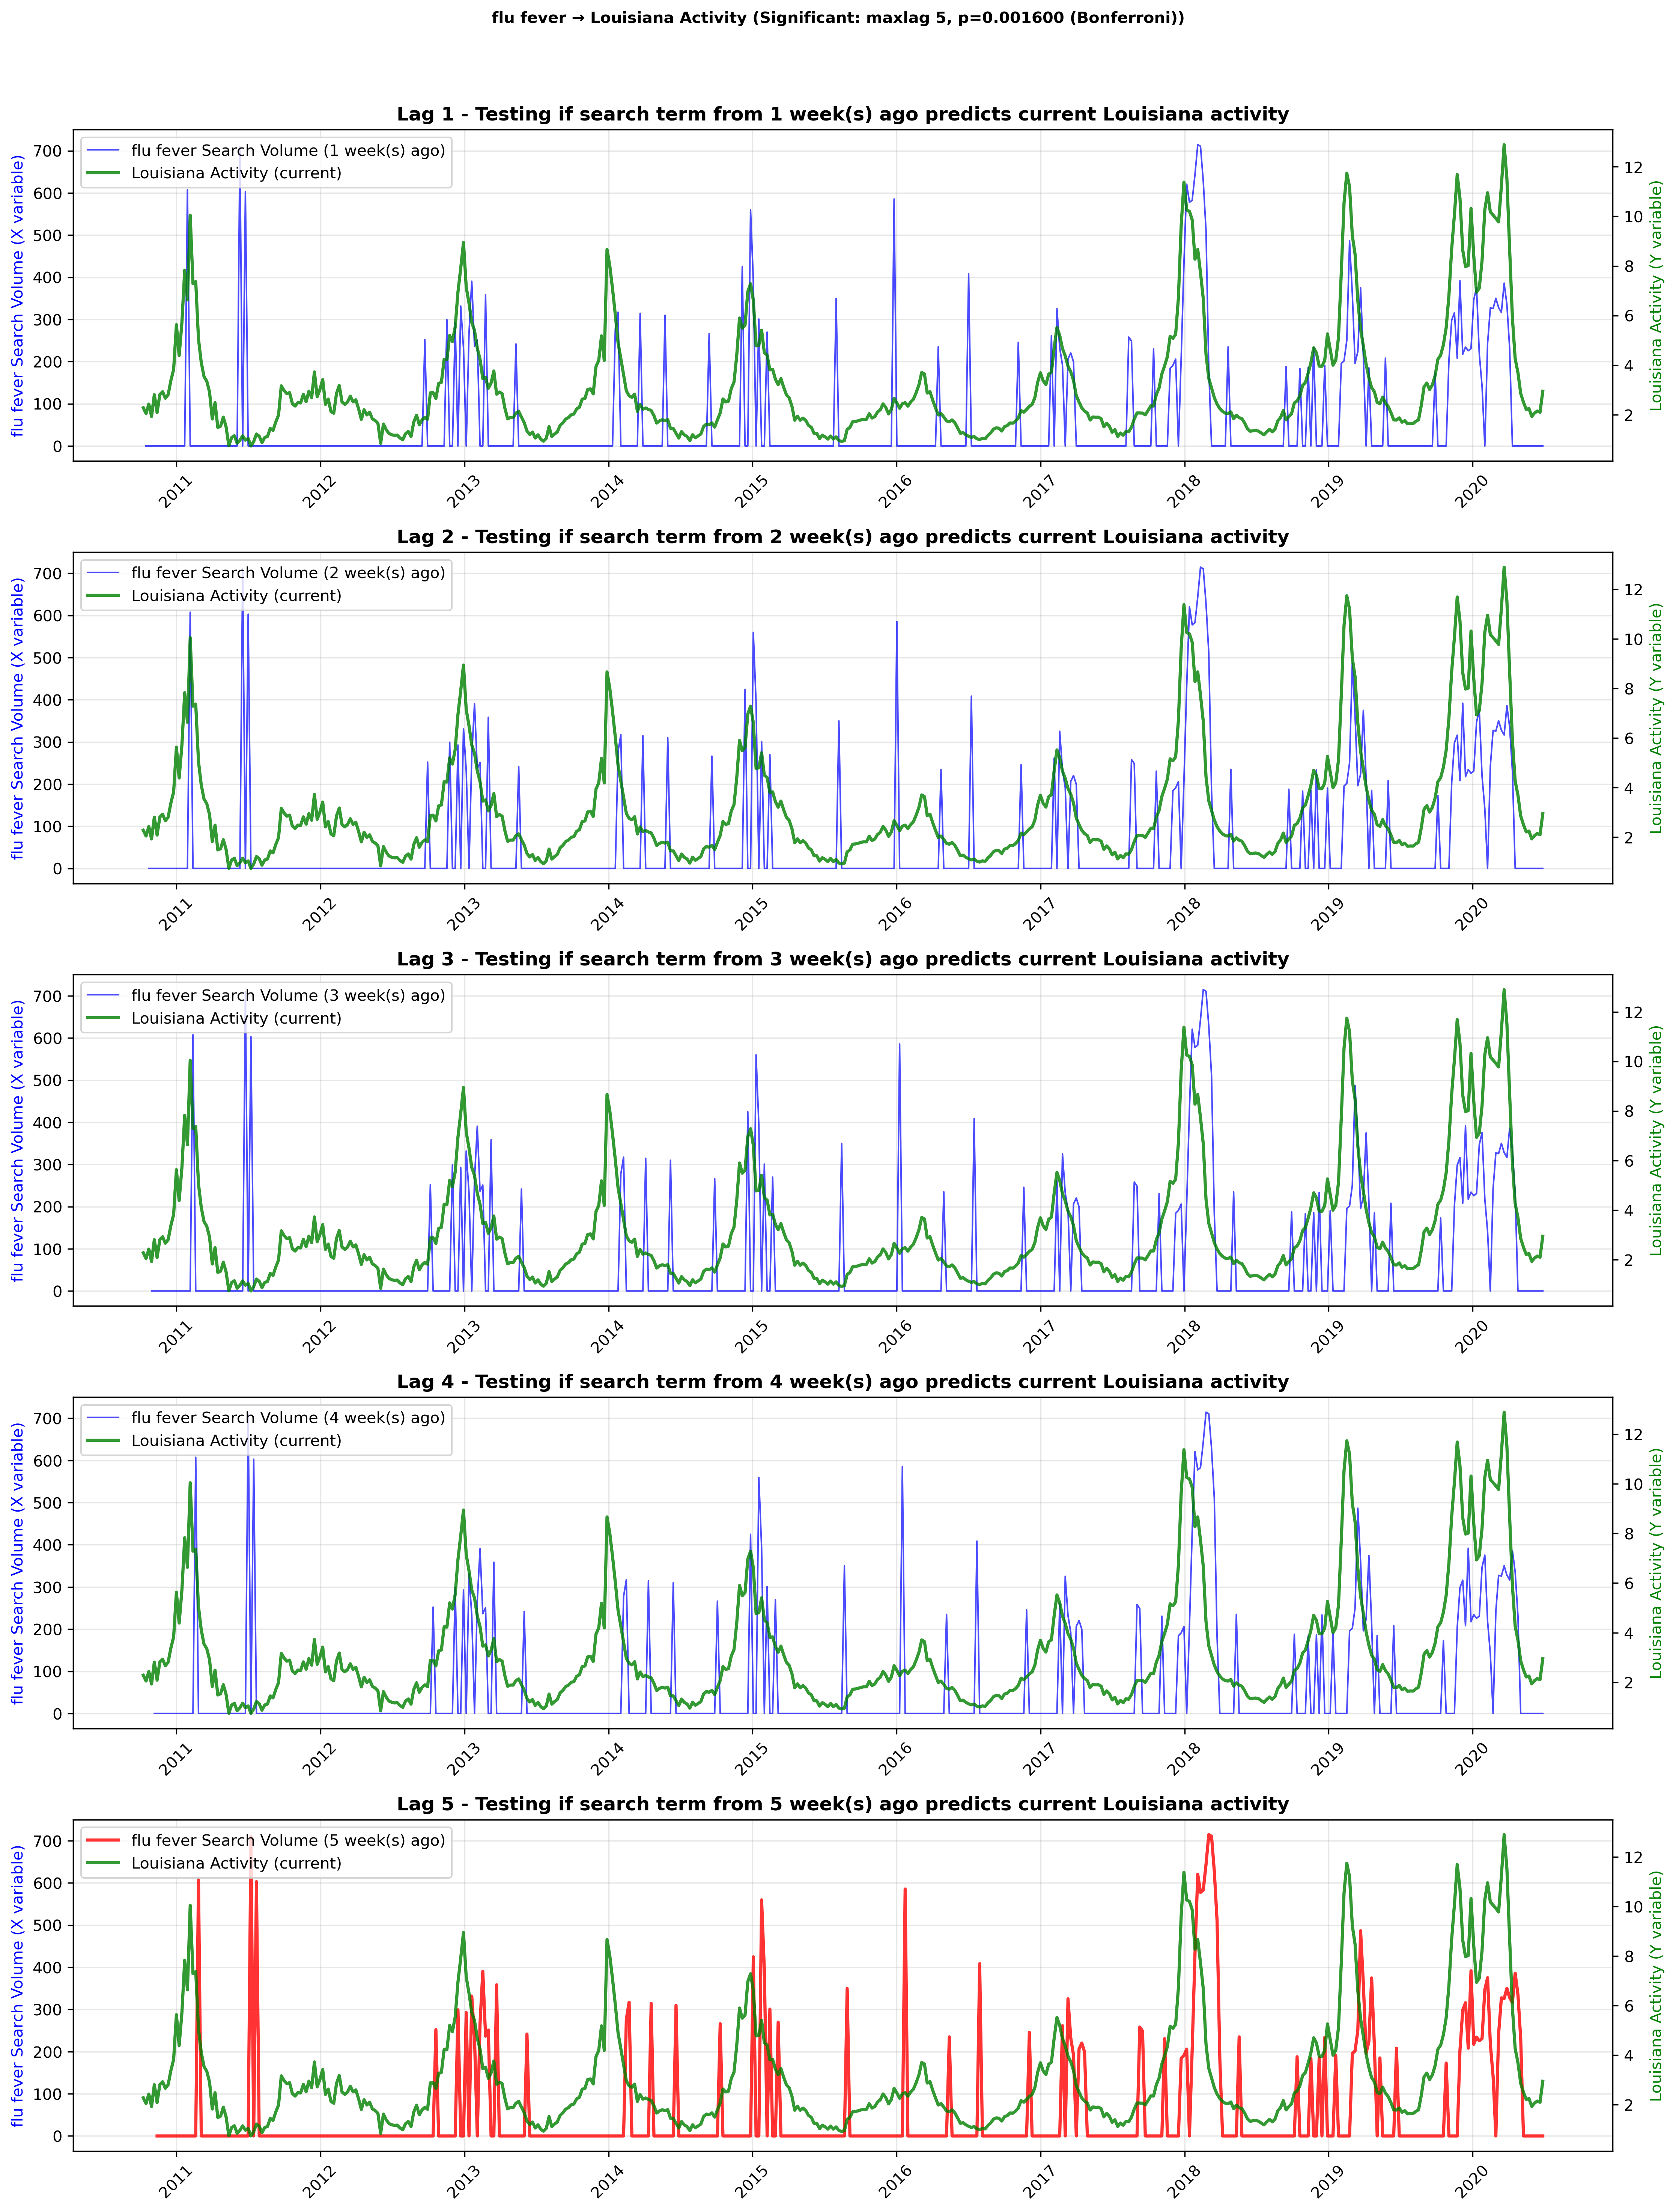 flu fever → Louisiana Activity (Significant: maxlag 5, p=0.001600 (Bonferroni))
Lag 1 - Testing if search term from 1 week(s) ago predicts current Louisiana activity
flu fever Search Volume (1 week(s) ago)
Louisiana Activity (current)
flu fever Search Volume (X variable)
700
600
500
400
300
200
100
0
Louisiana Activity (Y variable)
12
10
8
6
4
2
2011 2012 2013 2014 2015 2016 2017 2018 2019 2020
Lag 2 - Testing if search term from 2 week(s) ago predicts current Louisiana activity
flu fever Search Volume (2 week(s) ago)
Louisiana Activity (current)
flu fever Search Volume (X variable)
700
600
500
400
300
200
100
0
Louisiana Activity (Y variable)
12
10
8
6
4
2
2011 2012 2013 2014 2015 2016 2017 2018 2019 2020
Lag 3 - Testing if search term from 3 week(s) ago predicts current Louisiana activity
flu fever Search Volume (3 week(s) ago)
Louisiana Activity (current)
flu fever Search Volume (X variable)
700
600
500
400
300
200
100
0
Louisiana Activity (Y variable)
12
10
8
6
4
2
2011 2012 2013 2014 2015 2016 2017 2018 2019 2020
Lag 4 - Testing if search term from 4 week(s) ago predicts current Louisiana activity
flu fever Search Volume (4 week(s) ago)
Louisiana Activity (current)
flu fever Search Volume (X variable)
700
600
500
400
300
200
100
0
Louisiana Activity (Y variable)
12
10
8
6
4
2
2011 2012 2013 2014 2015 2016 2017 2018 2019 2020
Lag 5 - Testing if search term from 5 week(s) ago predicts current Louisiana activity
flu fever Search Volume (5 week(s) ago)
Louisiana Activity (current)
flu fever Search Volume (X variable)
700
600
500
400
300
200
100
0
Louisiana Activity (Y variable)
12
10
8
6
4
2
2011 2012 2013 2014 2015 2016 2017 2018 2019 2020